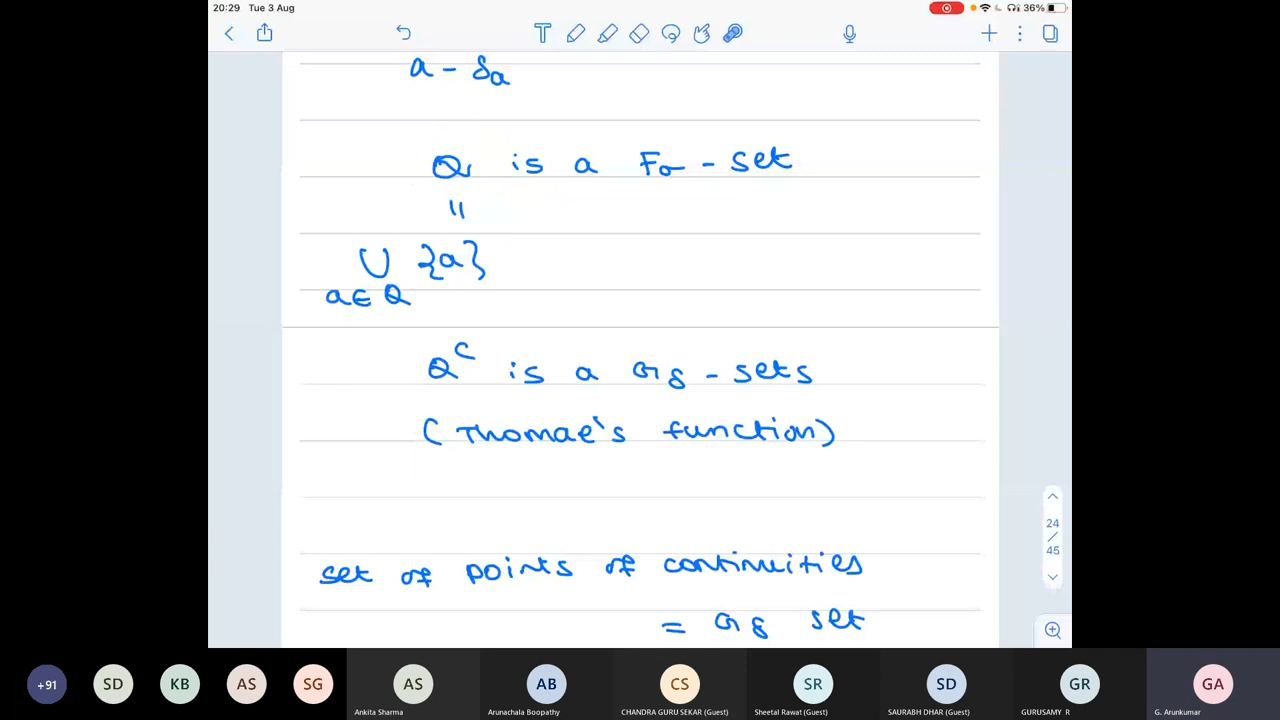 20:29 Tue 3 Aug
36%
a - δa
Q is a Fσ - set
=
∪ {a}
a ∈ Q
Qᶜ is a Gδ - sets
(Thomae's function)
set of points of continuities
= Gδ set
24
/
45
+91
SD
KB
AS
SG
AS
Ankita Sharma
AB
Arunachala Boopathy
CS
CHANDRA GURU SEKAR (Guest)
SR
Sheetal Rawat (Guest)
SD
SAURABH DHAR (Guest)
GR
GURUSAMY R
GA
G. Arunkumar